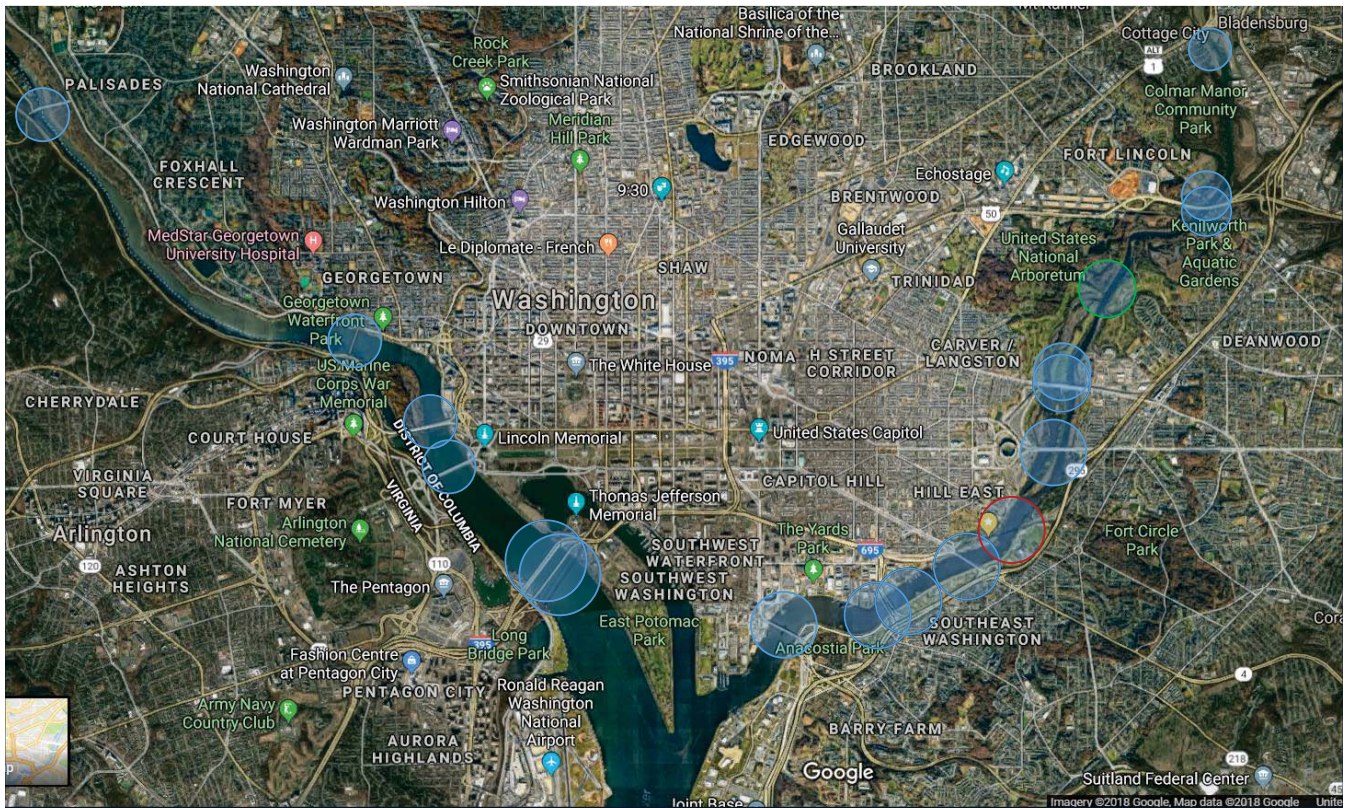 Basilica of the
National Shrine of the...
Bladensburg
Cottage City
ALT
1
Rock
Creek Park
BROOKLAND
Washington
National Cathedral
PALISADES
Smithsonian National
Zoological Park
Colmar Manor
Community
Park
Meridian
Hill Park
Washington Marriott
Wardman Park
EDGEWOOD
FORT LINCOLN
FOXHALL
CRESCENT
Echostage
9:30
BRENTWOOD
Washington Hilton
50
Gallaudet
University
Kenilworth
Park &
Aquatic
Gardens
MedStar Georgetown
University Hospital
H
Le Diplomate - French
United States
National
Arboretum
SHAW
GEORGETOWN
TRINIDAD
Washington
Georgetown
Waterfront
Park
DOWNTOWN
29
CARVER /
LANGSTON
DEANWOOD
The White House
395
NOMA
H STREET
CORRIDOR
US Marine
Corps War
Memorial
CHERRYDALE
COURT HOUSE
DISTRICT OF COLUMBIA
VIRGINIA
Lincoln Memorial
United States Capitol
VIRGINIA
SQUARE
295
CAPITOL HILL
HILL EAST
FORT MYER
Thomas Jefferson
Memorial
Arlington
Arlington
National Cemetery
The Yards
Park
Fort Circle
Park
SOUTHWEST
WATERFRONT
695
120
ASHTON
HEIGHTS
110
The Pentagon
SOUTHWEST
WASHINGTON
East Potomac
Park
SOUTHEAST
WASHINGTON
Anacostia Park
395
Long
Bridge Park
Fashion Centre
at Pentagon City
PENTAGON CITY
Ronald Reagan
Washington
National
Airport
4
Army Navy
Country Club
BARRY FARM
AURORA
HIGHLANDS
218
Google
Suitland Federal Center
Joint Base
Imagery ©2018 Google, Map data ©2018 Google